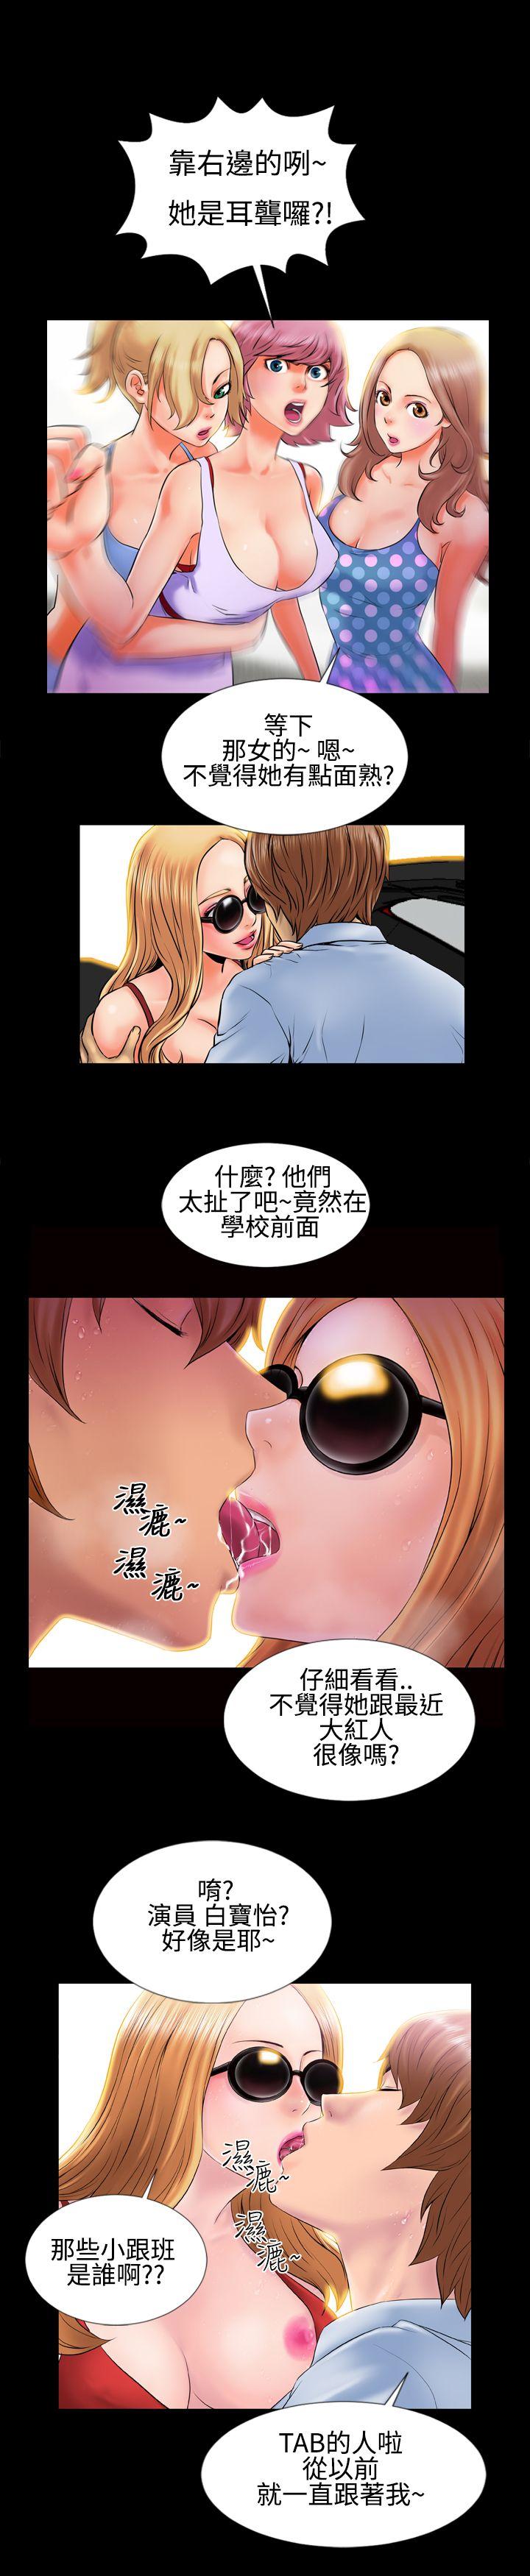 靠右邊的咧~
她是耳聾囉?!
等下
那女的~ 嗯~
不覺得她有點面熟?
什麼? 他們
太扯了吧~竟然在
學校前面
濕
漉~
濕
漉~
仔細看看..
不覺得她跟最近
大紅人
很像嗎?
唷?
演員 白寶怡?
好像是耶~
濕
漉~
濕
漉~
那些小跟班
是誰啊??
TAB的人啦
從以前
就一直跟著我~